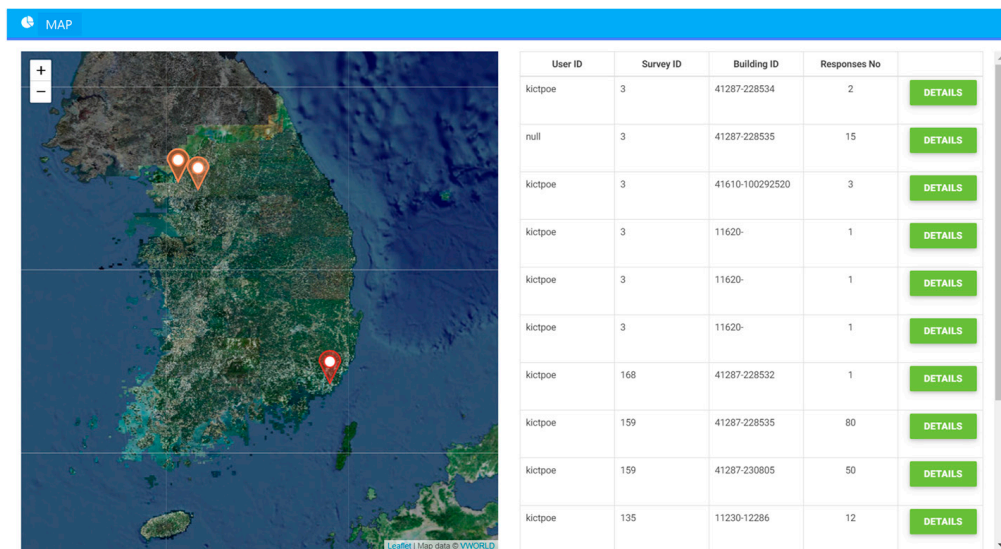 MAP
+
−
Leaflet | Map data © VWORLD
User ID Survey ID Building ID Responses No
kictpoe 3 41287-228534 2 DETAILS
null 3 41287-228535 15 DETAILS
kictpoe 3 41610-100292520 3 DETAILS
kictpoe 3 11620- 1 DETAILS
kictpoe 3 11620- 1 DETAILS
kictpoe 3 11620- 1 DETAILS
kictpoe 168 41287-228532 1 DETAILS
kictpoe 159 41287-228535 80 DETAILS
kictpoe 159 41287-230805 50 DETAILS
kictpoe 135 11230-12286 12 DETAILS